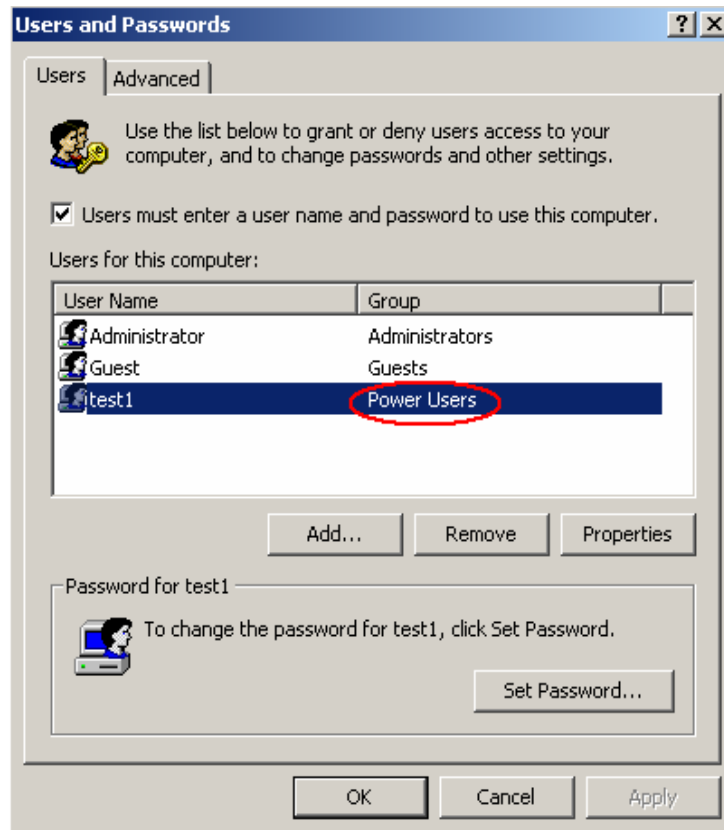 Users and Passwords
Users
Advanced
Use the list below to grant or deny users access to your
computer, and to change passwords and other settings.
Users must enter a user name and password to use this computer.
Users for this computer:
User Name Group
Administrator Administrators
Guest Guests
test1 Power Users
Add... Remove Properties
Password for test1
To change the password for test1, click Set Password.
Set Password...
OK Cancel Apply